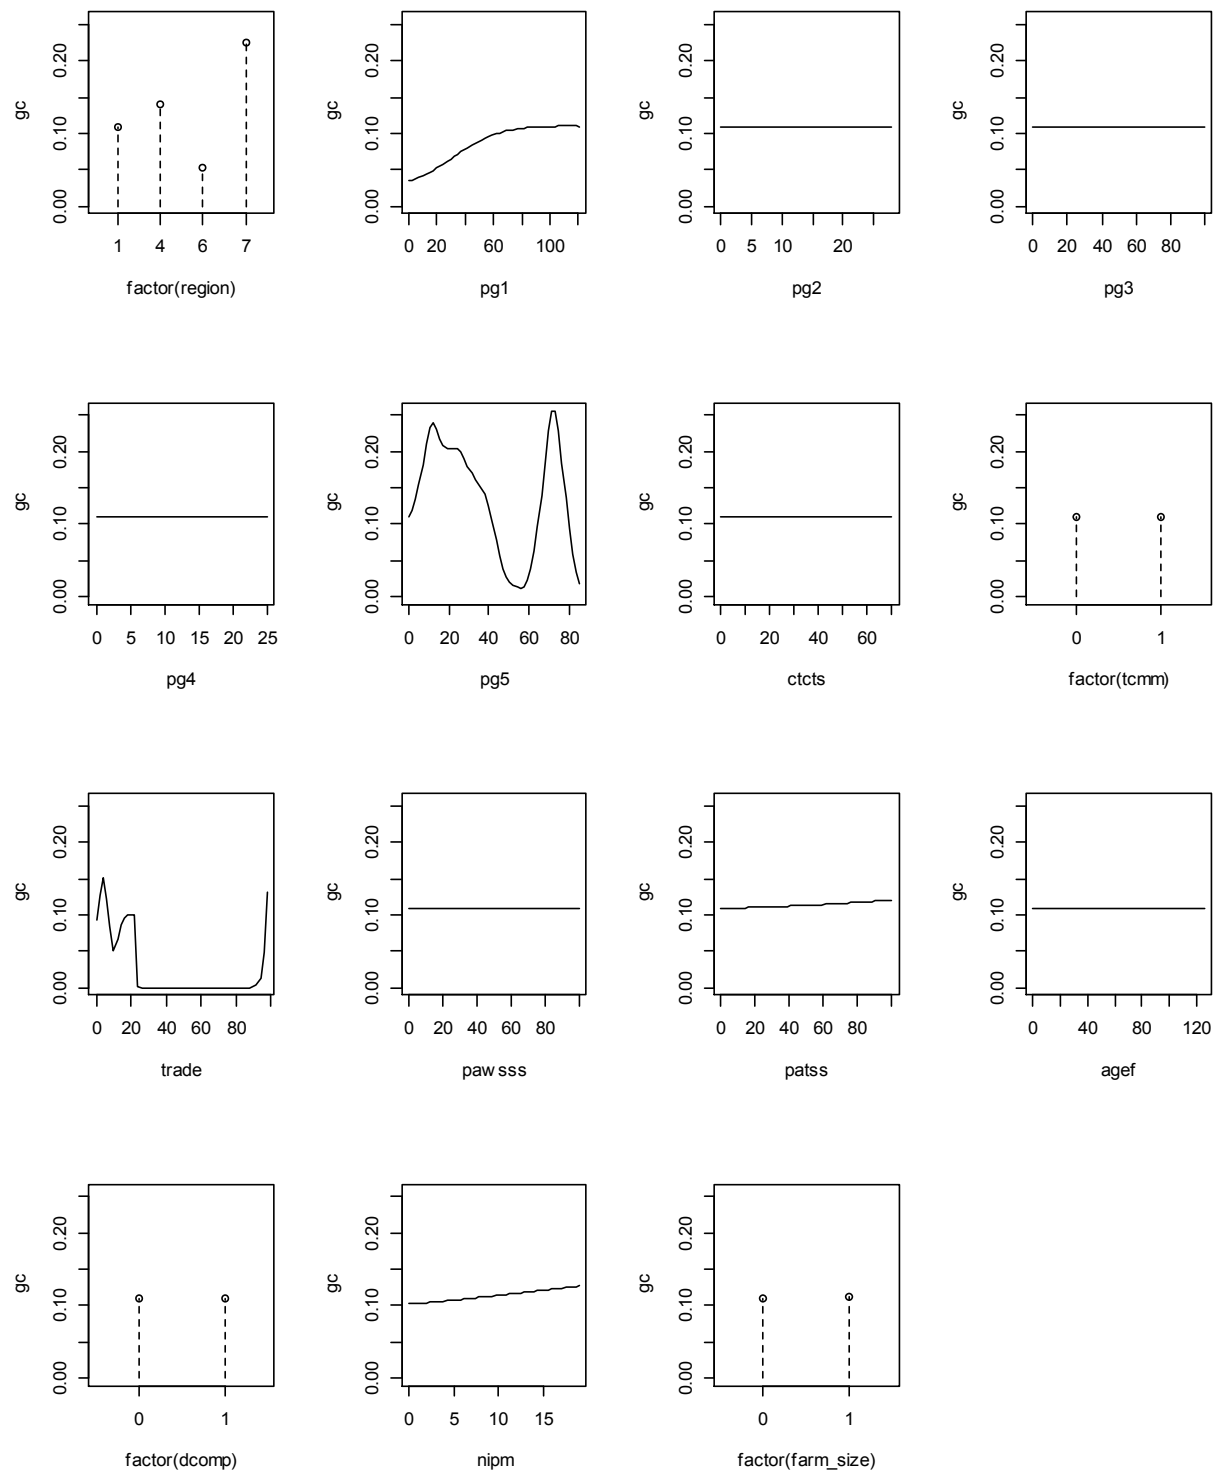 gc
0.00 0.10 0.20
1 4 6 7
factor(region)
gc
0.00 0.10 0.20
0 20 60 100
pg1
gc
0.00 0.10 0.20
0 5 10 20
pg2
gc
0.00 0.10 0.20
0 20 40 60 80
pg3
gc
0.00 0.10 0.20
0 5 10 15 20 25
pg4
gc
0.00 0.10 0.20
0 20 40 60 80
pg5
gc
0.00 0.10 0.20
0 20 40 60
ctcts
gc
0.00 0.10 0.20
0 1
factor(tcmm)
gc
0.00 0.10 0.20
0 20 40 60 80
trade
gc
0.00 0.10 0.20
0 20 40 60 80
paw sss
gc
0.00 0.10 0.20
0 20 40 60 80
patss
gc
0.00 0.10 0.20
0 40 80 120
agef
gc
0.00 0.10 0.20
0 1
factor(dcomp)
gc
0.00 0.10 0.20
0 5 10 15
nipm
gc
0.00 0.10 0.20
0 1
factor(farm_size)